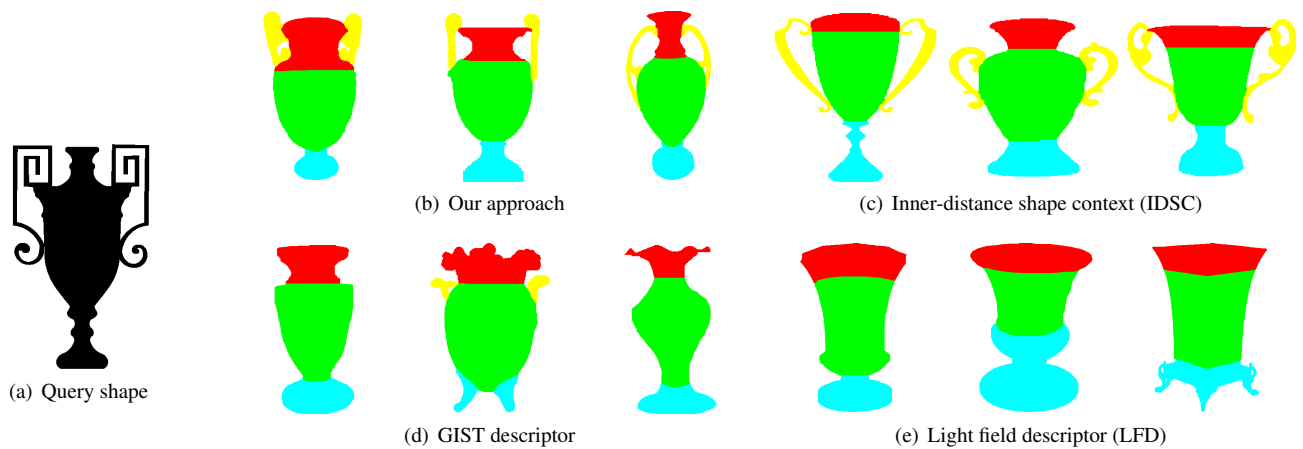 (a) Query shape
(b) Our approach
(c) Inner-distance shape context (IDSC)
(d) GIST descriptor
(e) Light field descriptor (LFD)